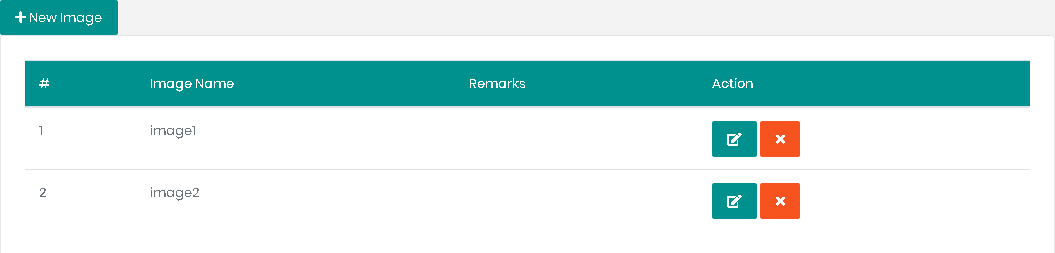 New Image
# Image Name Remarks Action
1 image1
2 image2